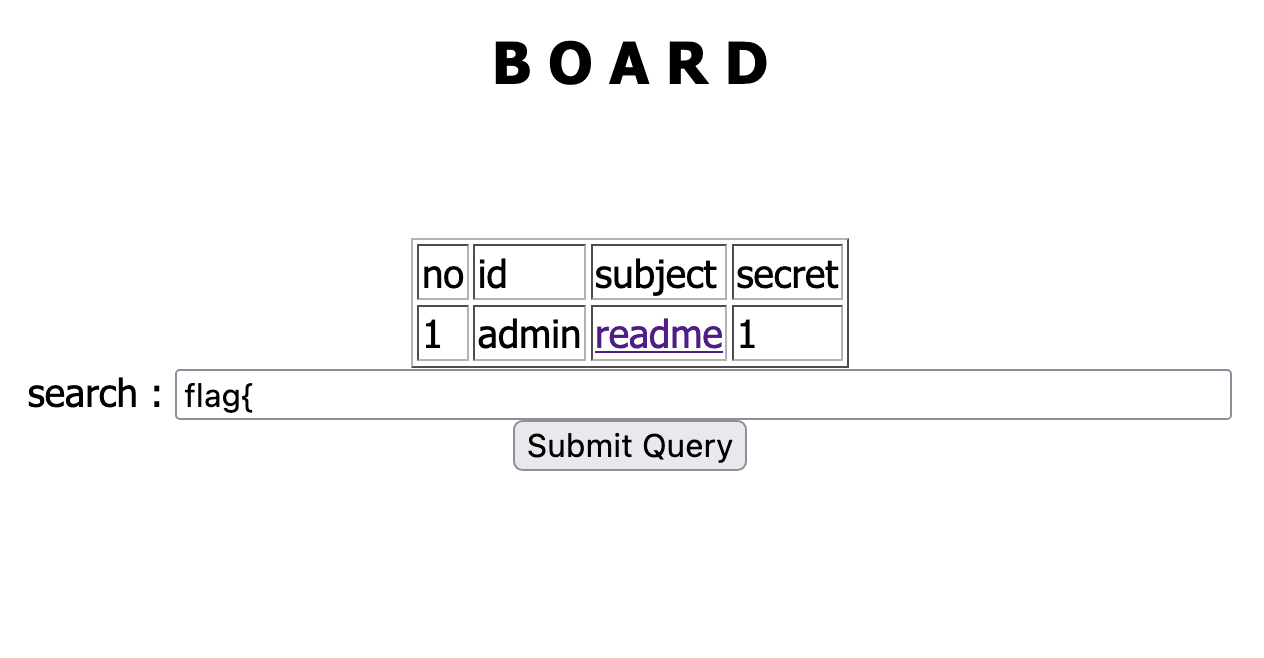 B O A R D
no id subject secret
1 admin readme 1
search : flag{
Submit Query